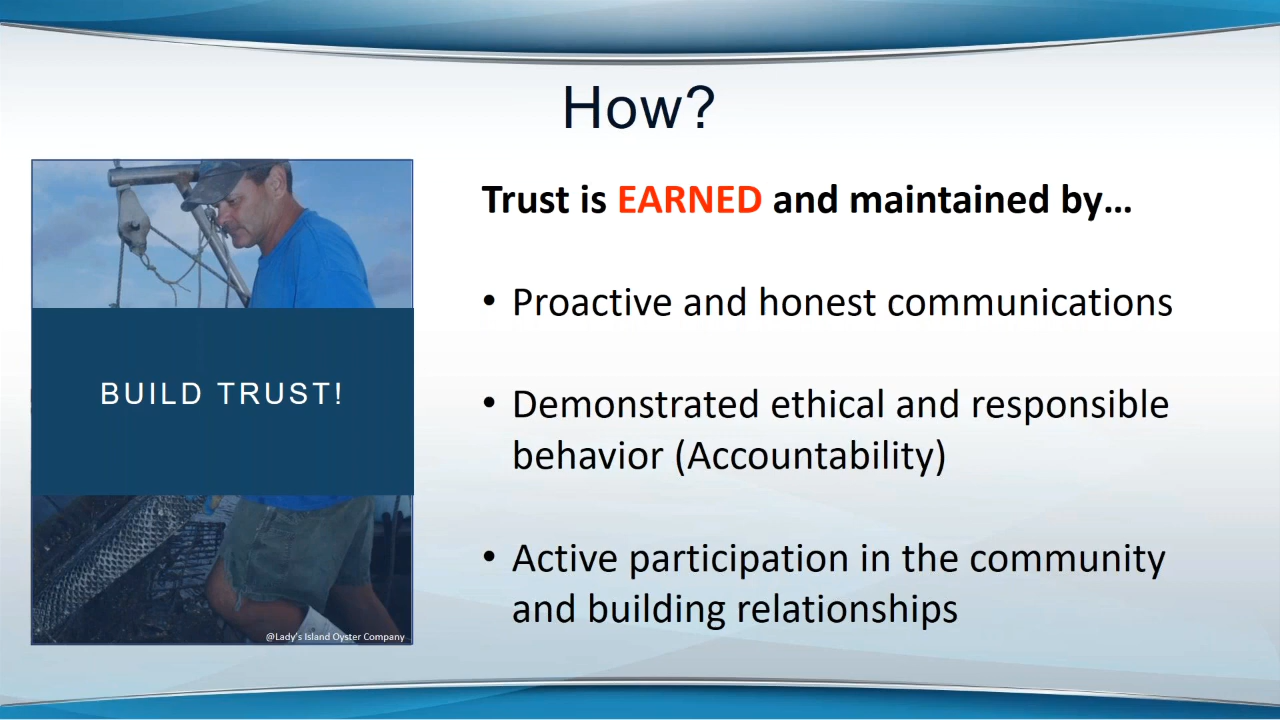 How?
BUILD TRUST!
@Lady's Island Oyster Company
Trust is EARNED and maintained by…
• Proactive and honest communications
• Demonstrated ethical and responsible
behavior (Accountability)
• Active participation in the community
and building relationships